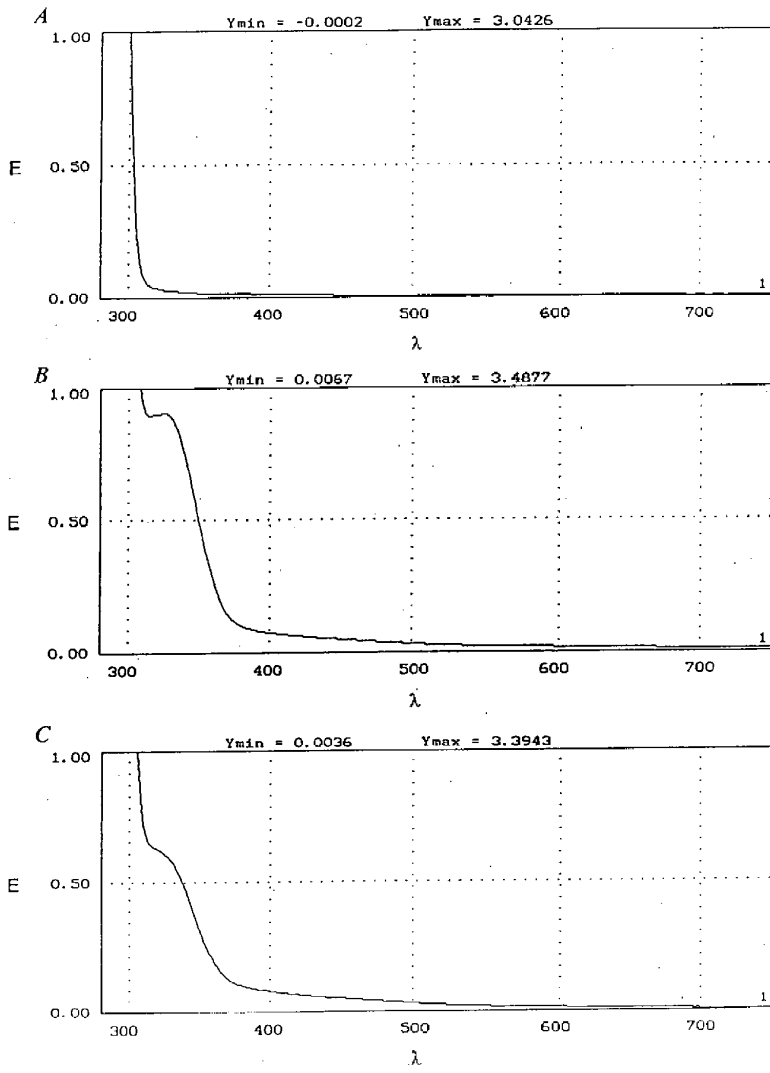 A
Ymin = -0.0002 Ymax = 3.0426
1.00
E 0.50
0.00
1
300 400 500 600 700
λ
B
Ymin = 0.0067 Ymax = 3.4877
1.00
E 0.50
0.00
1
300 400 500 600 700
λ
C
Ymin = 0.0036 Ymax = 3.3943
1.00
E 0.50
0.00
1
300 400 500 600 700
λ